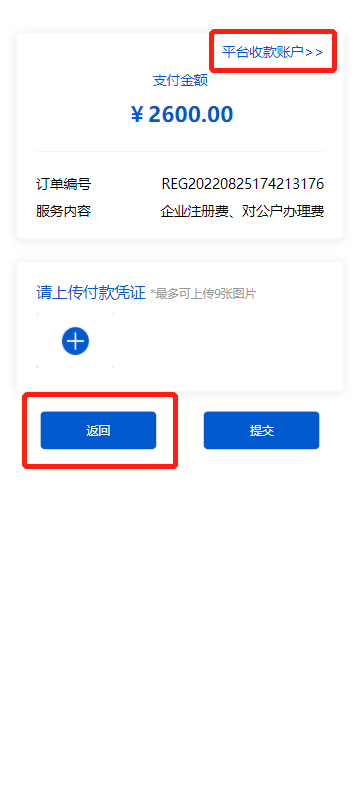 平台收款账户>>
支付金额
￥2600.00
订单编号 REG20220825174213176
服务内容 企业注册费、对公户办理费
请上传付款凭证 *最多可上传9张图片
返回 提交